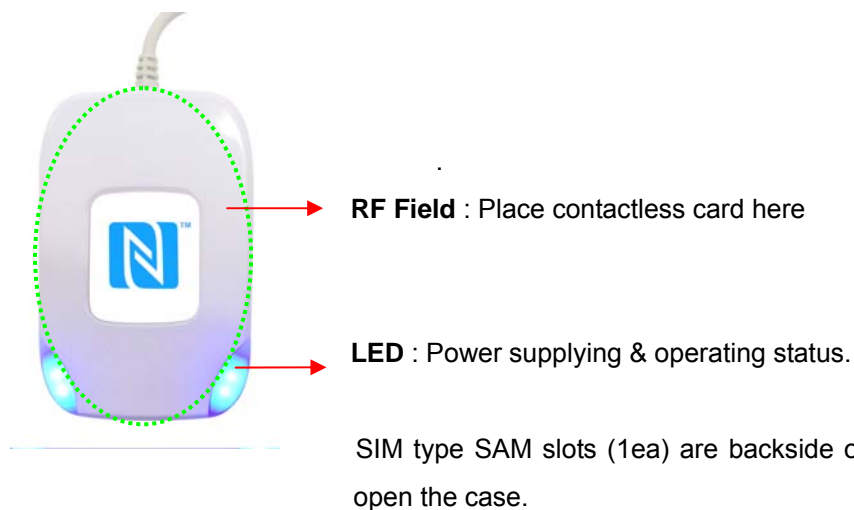 TM
.
RF Field : Place contactless card here
LED : Power supplying & operating status.
SIM type SAM slots (1ea) are backside
open the case.